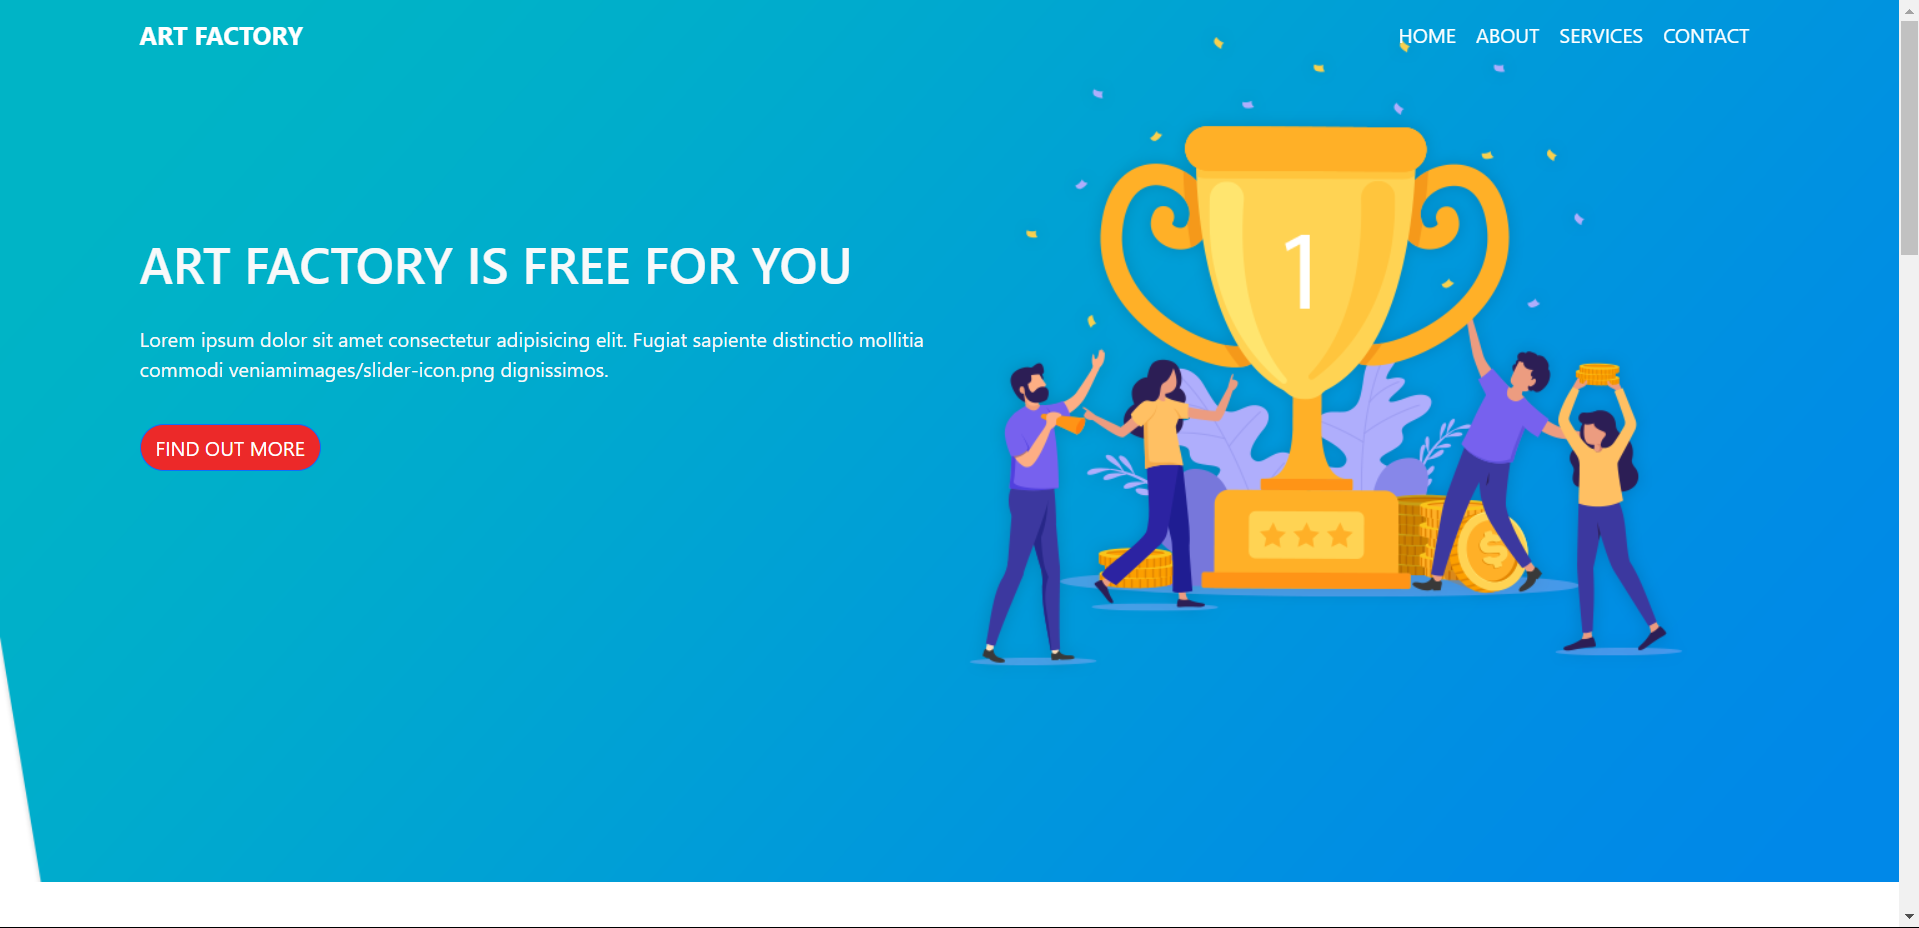 ART FACTORY
HOME ABOUT SERVICES CONTACT
ART FACTORY IS FREE FOR YOU
Lorem ipsum dolor sit amet consectetur adipisicing elit. Fugiat sapiente distinctio mollitia
commodi veniamimages/slider-icon.png dignissimos.
FIND OUT MORE
1
$